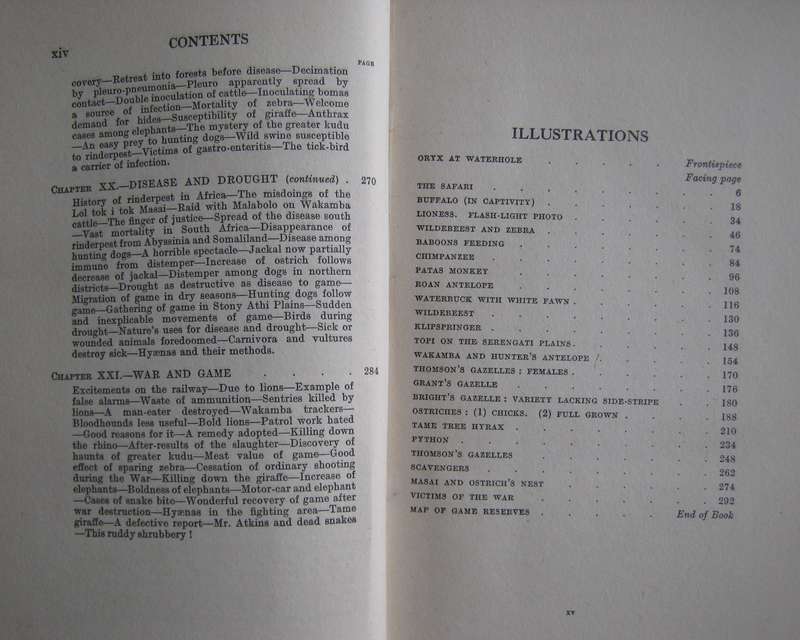 xiv
CONTENTS
PAGE
covery—Retreat into forests before disease—Decimation
by pleuro-pneumonia—Pleuro apparently spread by
contact—Double inoculation of cattle—Inoculating bomas
a source of infection—Mortality of zebra—Welcome
demand for hides—Susceptibility of giraffe—Anthrax
cases among elephants—The mystery of the greater kudu
—An easy prey to hunting dogs—Wild swine susceptible
to rinderpest—Victims of gastro-enteritis—The tick-bird
a carrier of infection.
CHAPTER XX.—DISEASE AND DROUGHT (continued) . 270
History of rinderpest in Africa—The misdoings of the
Lol tok i tok Masai—Raid with Malabolo on Wakamba
cattle—The finger of justice—Spread of the disease south
—Vast mortality in South Africa—Disappearance of
rinderpest from Abyssinia and Somaliland—Disease among
hunting dogs—A horrible spectacle—Jackal now partially
immune from distemper—Increase of ostrich follows
decrease of jackal—Distemper among dogs in northern
districts—Drought as destructive as disease to game—
Migration of game in dry seasons—Hunting dogs follow
game—Gathering of game in Stony Athi Plains—Sudden
and inexplicable movements of game—Birds during
drought—Nature's uses for disease and drought—Sick or
wounded animals foredoomed—Carnivora and vultures
destroy sick—Hyænas and their methods.
CHAPTER XXI.—WAR AND GAME . . . . 284
Excitements on the railway—Due to lions—Example of
false alarms—Waste of ammunition—Sentries killed by
lions—A man-eater destroyed—Wakamba trackers—
Bloodhounds less useful—Bold lions—Patrol work hated
—Good reasons for it—A remedy adopted—Killing down
the rhino—After-results of the slaughter—Discovery of
haunts of greater kudu—Meat value of game—Good
effect of sparing zebra—Cessation of ordinary shooting
during the War—Killing down the giraffe—Increase of
elephants—Boldness of elephants—Motor-car and elephant
—Cases of snake bite—Wonderful recovery of game after
war destruction—Hyænas in the fighting area—Tame
giraffe—A defective report—Mr. Atkins and dead snakes
—This ruddy shrubbery !
ILLUSTRATIONS
ORYX AT WATERHOLE . . . . . Frontispiece
Facing page
THE SAFARI . . . . . . . 6
BUFFALO (IN CAPTIVITY) . . . . . 18
LIONESS. FLASH-LIGHT PHOTO . . . . . 34
WILDEBEEST AND ZEBRA . . . . . 46
BABOONS FEEDING . . . . . . 74
CHIMPANZEE . . . . . . . 84
PATAS MONKEY . . . . . . 96
ROAN ANTELOPE . . . . . . 108
WATERBUCK WITH WHITE FAWN . . . . . 116
WILDEBEEST . . . . . . . 130
KLIPSPRINGER . . . . . . . 136
TOPI ON THE SERENGATI PLAINS . . . . . 148
WAKAMBA AND HUNTER'S ANTELOPE . . . . 154
THOMSON'S GAZELLES : FEMALES . . . . . 170
GRANT'S GAZELLE . . . . . . 176
BRIGHT'S GAZELLE : VARIETY LACKING SIDE-STRIPE . . 180
OSTRICHES : (1) CHICKS. (2) FULL GROWN . . . 188
TAME TREE HYRAX . . . . . . 210
PYTHON . . . . . . . . 234
THOMSON'S GAZELLES . . . . . . 248
SCAVENGERS . . . . . . . 262
MASAI AND OSTRICH'S NEST . . . . . 274
VICTIMS OF THE WAR . . . . . . 292
MAP OF GAME RESERVES . . . . . End of Book
xv